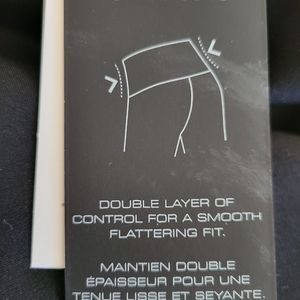 DOUBLE LAYER OF
CONTROL FOR A SMOOTH
FLATTERING FIT.
MAINTIEN DOUBLE
ÉPAISSEUR POUR UNE
TENUE LISSE ET SEYANTE.